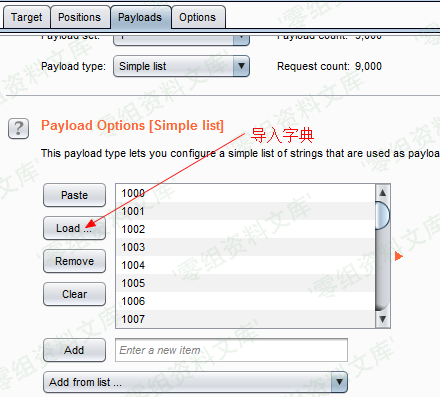 Target Positions Payloads Options
Payload set: 1 Payload count: 9,000
Payload type: Simple list Request count: 9,000
? Payload Options [Simple list]
导入字典
This payload type lets you configure a simple list of strings that are used as payloa
Paste
Load ...
Remove
Clear
1000
1001
1002
1003
1004
1005
1006
1007
Add Enter a new item
Add from list ...
'零组资料文库'